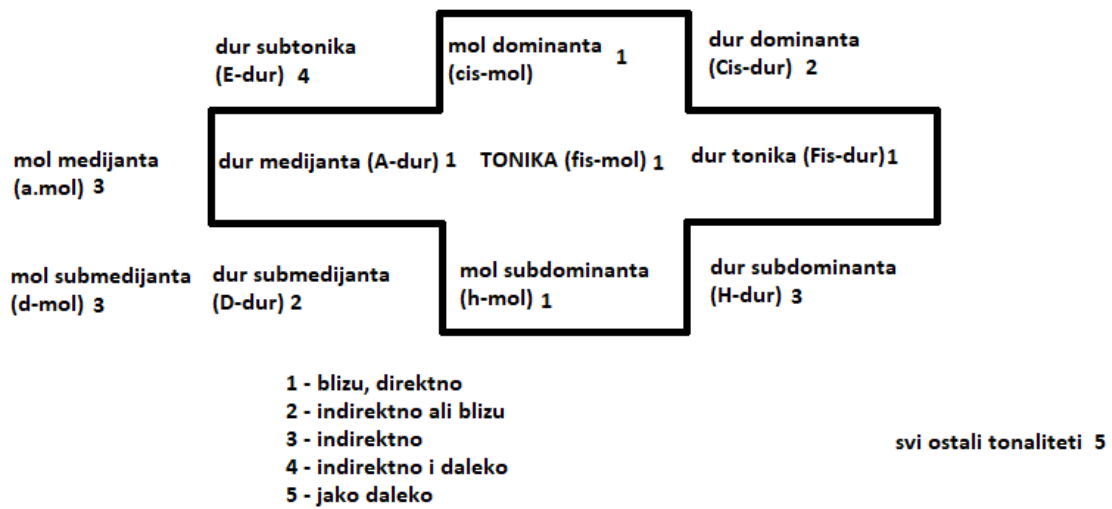 dur subtonika
(E-dur) 4
mol dominanta 1
(cis-mol)
dur dominanta
(Cis-dur) 2
mol medijanta
(a.mol) 3
dur medijanta (A-dur) 1
TONIKA (fis-mol) 1
dur tonika (Fis-dur) 1
mol submedijanta
(d-mol) 3
dur submedijanta
(D-dur) 2
mol subdominanta
(h-mol) 1
dur subdominanta
(H-dur) 3
1 - blizu, direktno
2 - indirektno ali blizu
3 - indirektno
4 - indirektno i daleko
5 - jako daleko
svi ostali tonaliteti 5